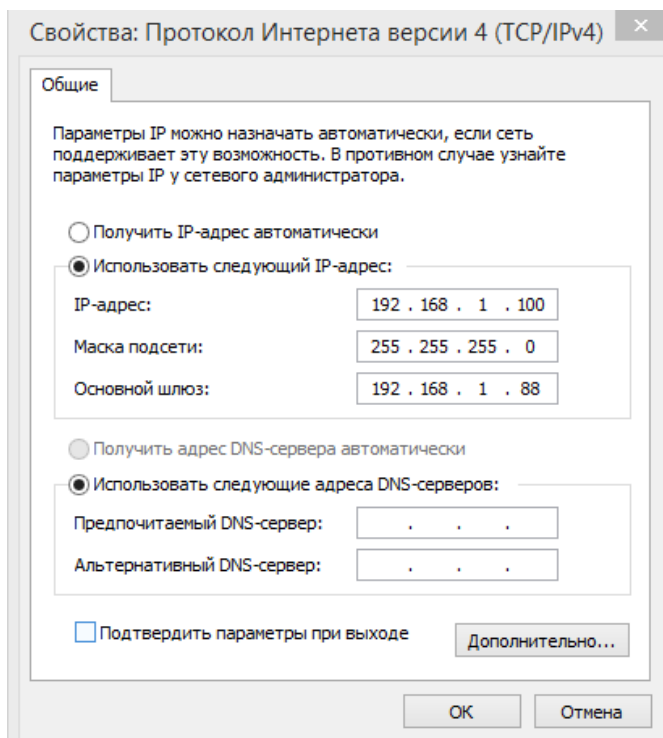 Свойства: Протокол Интернета версии 4 (TCP/IPv4)
Общие
Параметры IP можно назначать автоматически, если сеть
поддерживает эту возможность. В противном случае узнайте
параметры IP у сетевого администратора.
Получить IP-адрес автоматически
Использовать следующий IP-адрес:
IP-адрес: 192 . 168 . 1 . 100
Маска подсети: 255 . 255 . 255 . 0
Основной шлюз: 192 . 168 . 1 . 88
Получить адрес DNS-сервера автоматически
Использовать следующие адреса DNS-серверов:
Предпочитаемый DNS-сервер: . . .
Альтернативный DNS-сервер: . . .
Подтвердить параметры при выходе
Дополнительно...
ОК Отмена